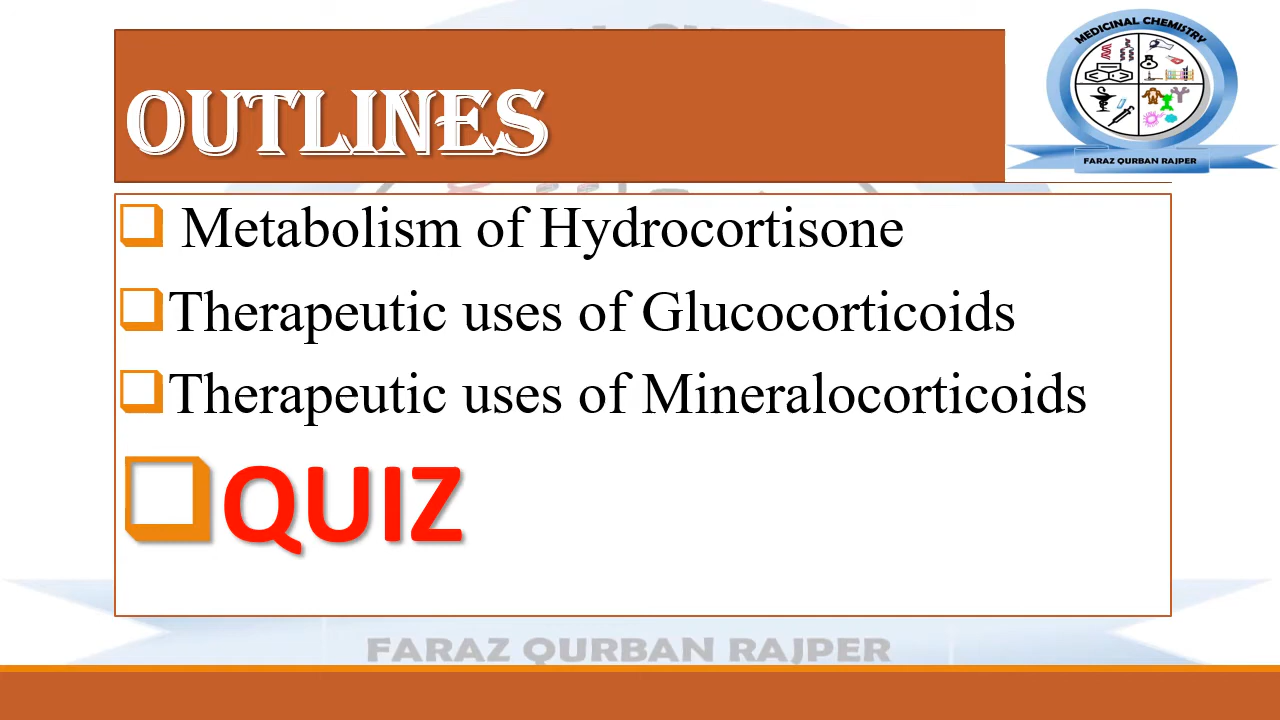 OUTLINES
MEDICINAL CHEMISTRY
FARAZ QURBAN RAJPER
Metabolism of Hydrocortisone
Therapeutic uses of Glucocorticoids
Therapeutic uses of Mineralocorticoids
QUIZ
FARAZ QURBAN RAJPER